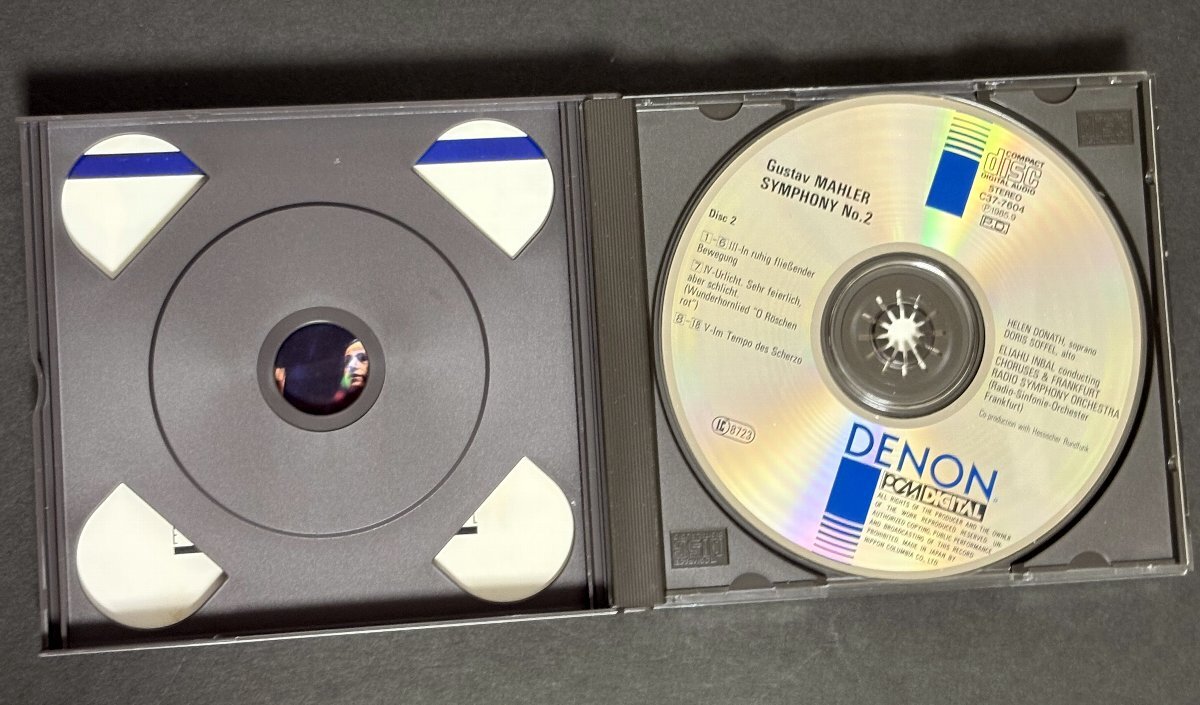 Gustav MAHLER
SYMPHONY No.2
Disc 2
1-6 III-In ruhig fließender
Bewegung
7 IV-Urlicht. Sehr feierlich,
aber schlicht.
(Wunderhornlied "O Röschen
rot")
8-18 V-Im Tempo des Scherzo
COMPACT
disc
DIGITAL AUDIO
STEREO
C37-7604
Ⓟ1985.9
HELEN DONATH, soprano
DORIS SOFFEL, alto
ELIAHU INBAL conducting
CHORUSES & FRANKFURT
RADIO SYMPHONY ORCHESTRA
(Radio-Sinfonie-Orchester
Frankfurt)
Co production with Hessischer Rundfunk
8723
DENON
PCM DIGITAL
ALL RIGHTS OF THE PRODUCER AND THE OWNER
OF THE WORK REPRODUCED RESERVED. UN-
AUTHORIZED COPYING, PUBLIC PERFORMANCE
AND BROADCASTING OF THIS RECORD
PROHIBITED. MADE IN JAPAN BY
NIPPON COLUMBIA CO., LTD.